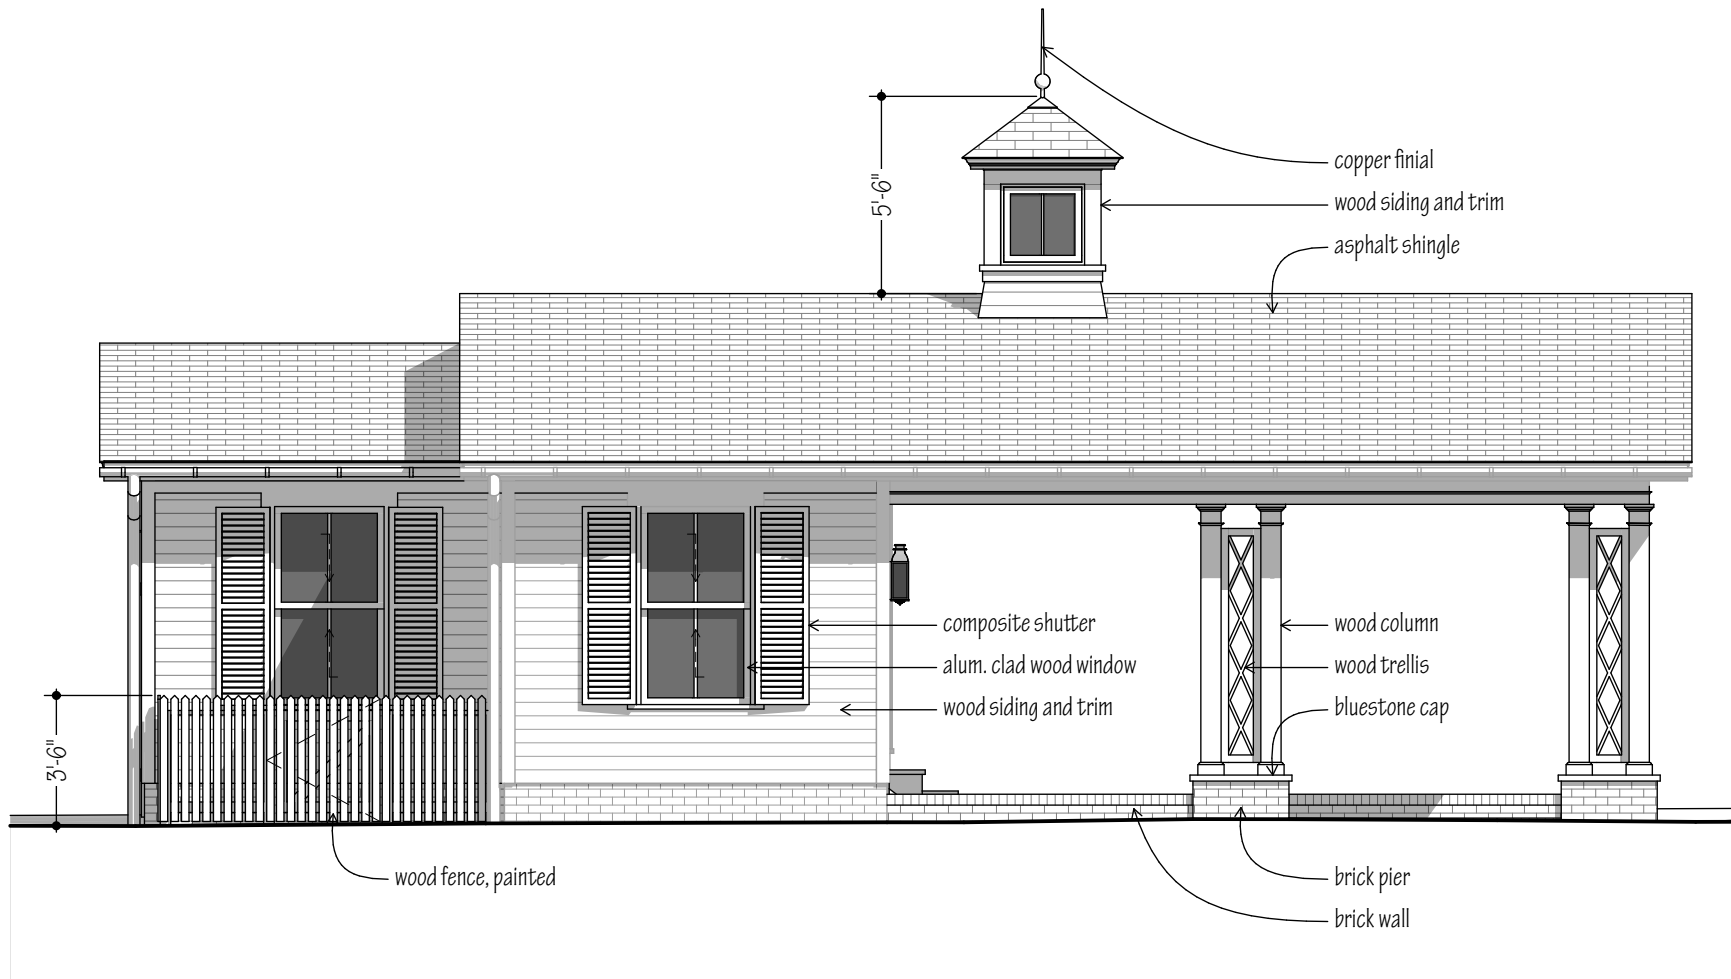 copper finial
5'-6"
wood siding and trim
asphalt shingle
composite shutter
wood column
alum. clad wood window
wood trellis
wood siding and trim
bluestone cap
3'-6"
wood fence, painted
brick pier
brick wall